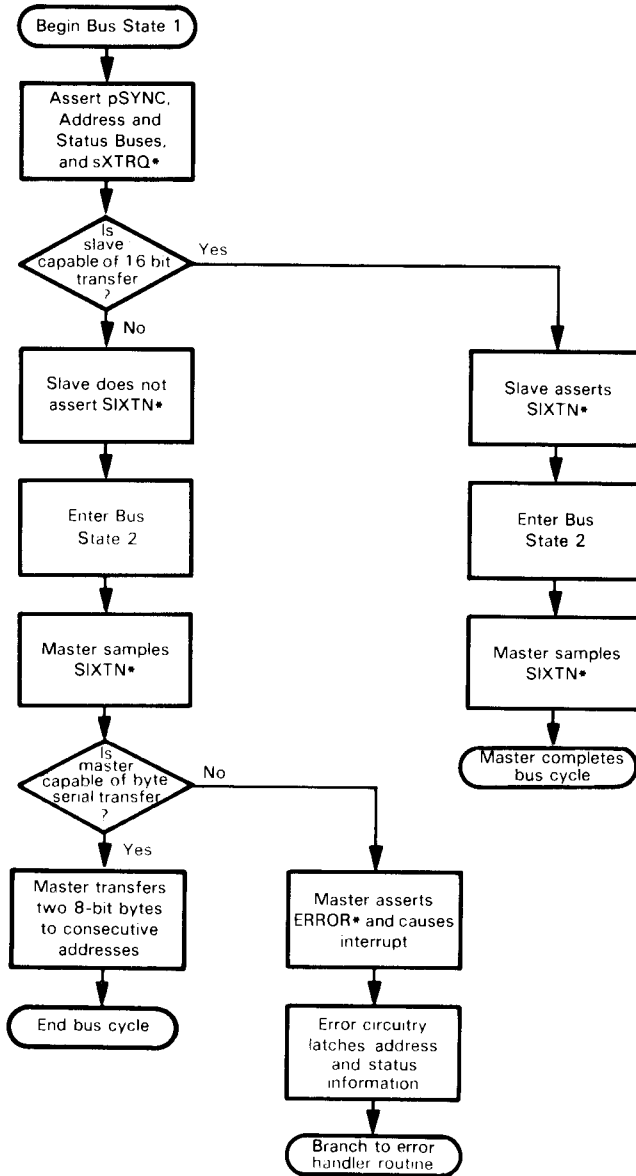 Begin Bus State 1
Assert pSYNC,
Address and
Status Buses,
and sXTRQ*
Is
slave
capable of 16 bit
transfer
?
Yes
No
Slave does not
assert SIXTN*
Enter Bus
State 2
Master samples
SIXTN*
Is
master
capable of byte
serial transfer
?
No
Yes
Master transfers
two 8-bit bytes
to consecutive
addresses
End bus cycle
Master asserts
ERROR* and causes
interrupt
Error circuitry
latches address
and status
information
Branch to error
handler routine
Slave asserts
SIXTN*
Enter Bus
State 2
Master samples
SIXTN*
Master completes
bus cycle